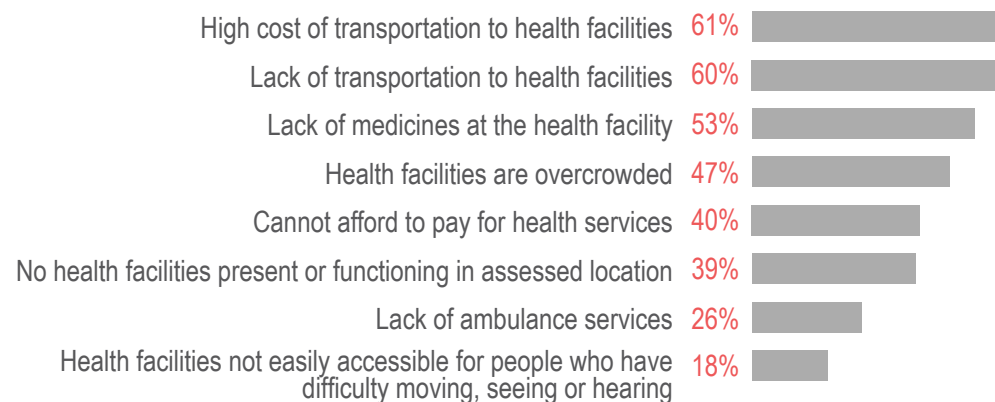 High cost of transportation to health facilities 61%
Lack of transportation to health facilities 60%
Lack of medicines at the health facility 53%
Health facilities are overcrowded 47%
Cannot afford to pay for health services 40%
No health facilities present or functioning in assessed location 39%
Lack of ambulance services 26%
Health facilities not easily accessible for people who have 18%
difficulty moving, seeing or hearing